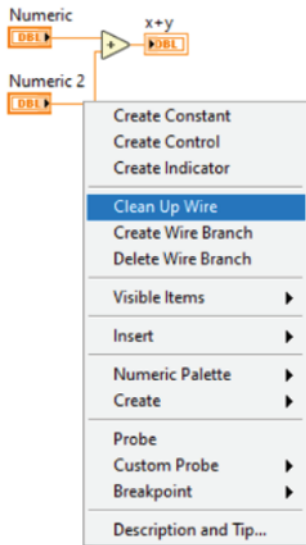 Numeric
x+y
DBL
DBL
Numeric 2
DBL
Create Constant
Create Control
Create Indicator
Clean Up Wire
Create Wire Branch
Delete Wire Branch
Visible Items
Insert
Numeric Palette
Create
Probe
Custom Probe
Breakpoint
Description and Tip...